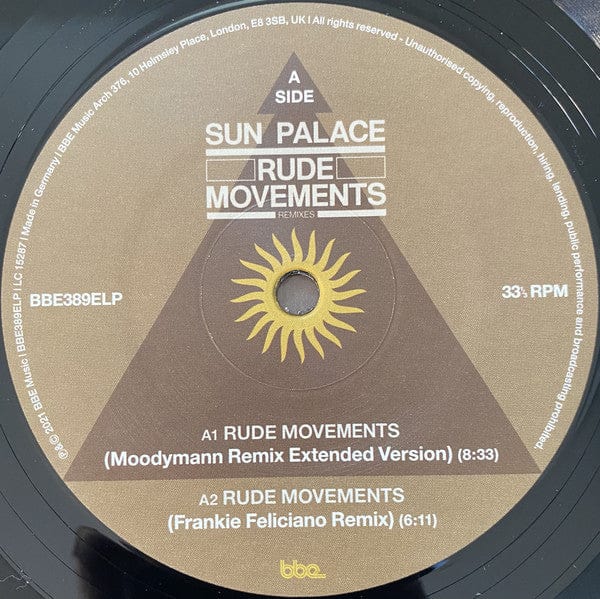 ℗&© 2021 BBE Music | BBE389ELP | LC 15287 | Made in Germany | BBE Music Arch 376, 10 Helmsley Place, London, E8 3SB, UK | All rights reserved - Unauthorised copying, reproduction, hiring, lending, public performance and broadcasting prohibited.
A
SIDE
SUN PALACE
RUDE
MOVEMENTS
REMIXES
BBE389ELP
33⅓ RPM
A1 RUDE MOVEMENTS
(Moodymann Remix Extended Version) (8:33)
A2 RUDE MOVEMENTS
(Frankie Feliciano Remix) (6:11)
bbe